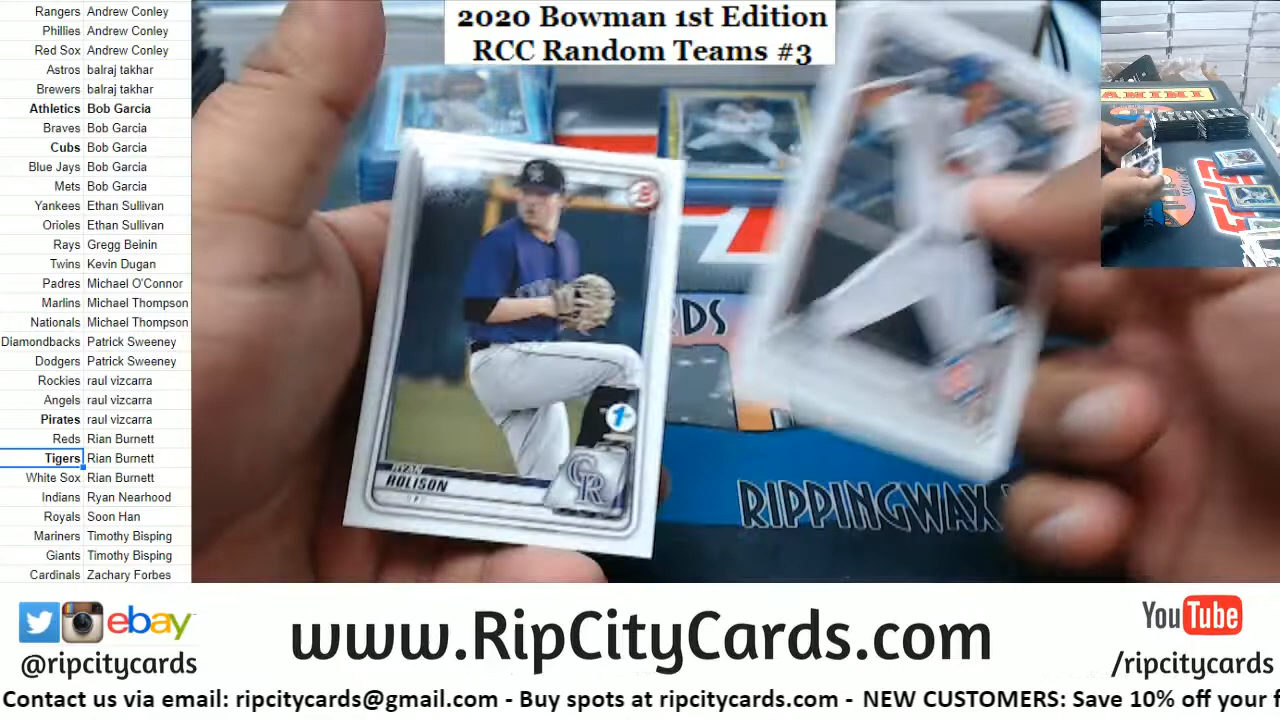 2020 Bowman 1st Edition
RCC Random Teams #3
Rangers Andrew Conley
Phillies Andrew Conley
Red Sox Andrew Conley
Astros balraj takhar
Brewers balraj takhar
Athletics Bob Garcia
Braves Bob Garcia
Cubs Bob Garcia
Blue Jays Bob Garcia
Mets Bob Garcia
Yankees Ethan Sullivan
Orioles Ethan Sullivan
Rays Gregg Beinin
Twins Kevin Dugan
Padres Michael O'Connor
Marlins Michael Thompson
Nationals Michael Thompson
Diamondbacks Patrick Sweeney
Dodgers Patrick Sweeney
Rockies raul vizcarra
Angels raul vizcarra
Pirates raul vizcarra
Reds Rian Burnett
Tigers Rian Burnett
White Sox Rian Burnett
Indians Ryan Nearhood
Royals Soon Han
Mariners Timothy Bisping
Giants Timothy Bisping
Cardinals Zachary Forbes
B
1st
RYAN
ROLISON
CR
RDS
RIPPINGWAX
PANINI
ebay
@ripcitycards
www.RipCityCards.com
YouTube
/ripcitycards
Contact us via email: ripcitycards@gmail.com - Buy spots at ripcitycards.com - NEW CUSTOMERS: Save 10% off your f